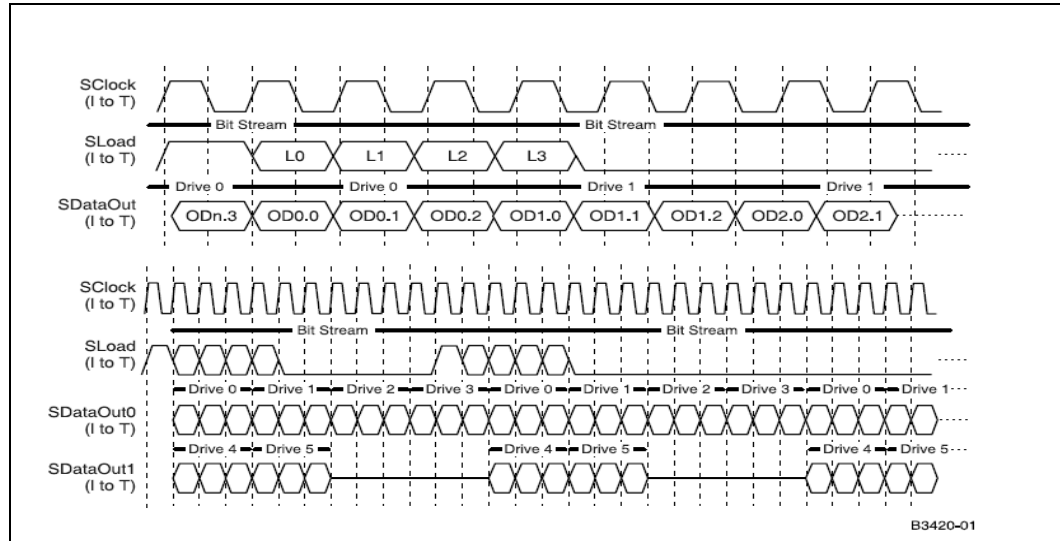 SClock
(I to T)
Bit Stream Bit Stream
SLoad
(I to T)
L0 L1 L2 L3
Drive 0 Drive 0 Drive 1 Drive 1
SDataOut
(I to T)
ODn.3 OD0.0 OD0.1 OD0.2 OD1.0 OD1.1 OD1.2 OD2.0 OD2.1
SClock
(I to T)
Bit Stream Bit Stream
SLoad
(I to T)
Drive 0 Drive 1 Drive 2 Drive 3 Drive 0 Drive 1 Drive 2 Drive 3 Drive 0 Drive 1
SDataOut0
(I to T)
Drive 4 Drive 5 Drive 4 Drive 5 Drive 4 Drive 5
SDataOut1
(I to T)
B3420-01